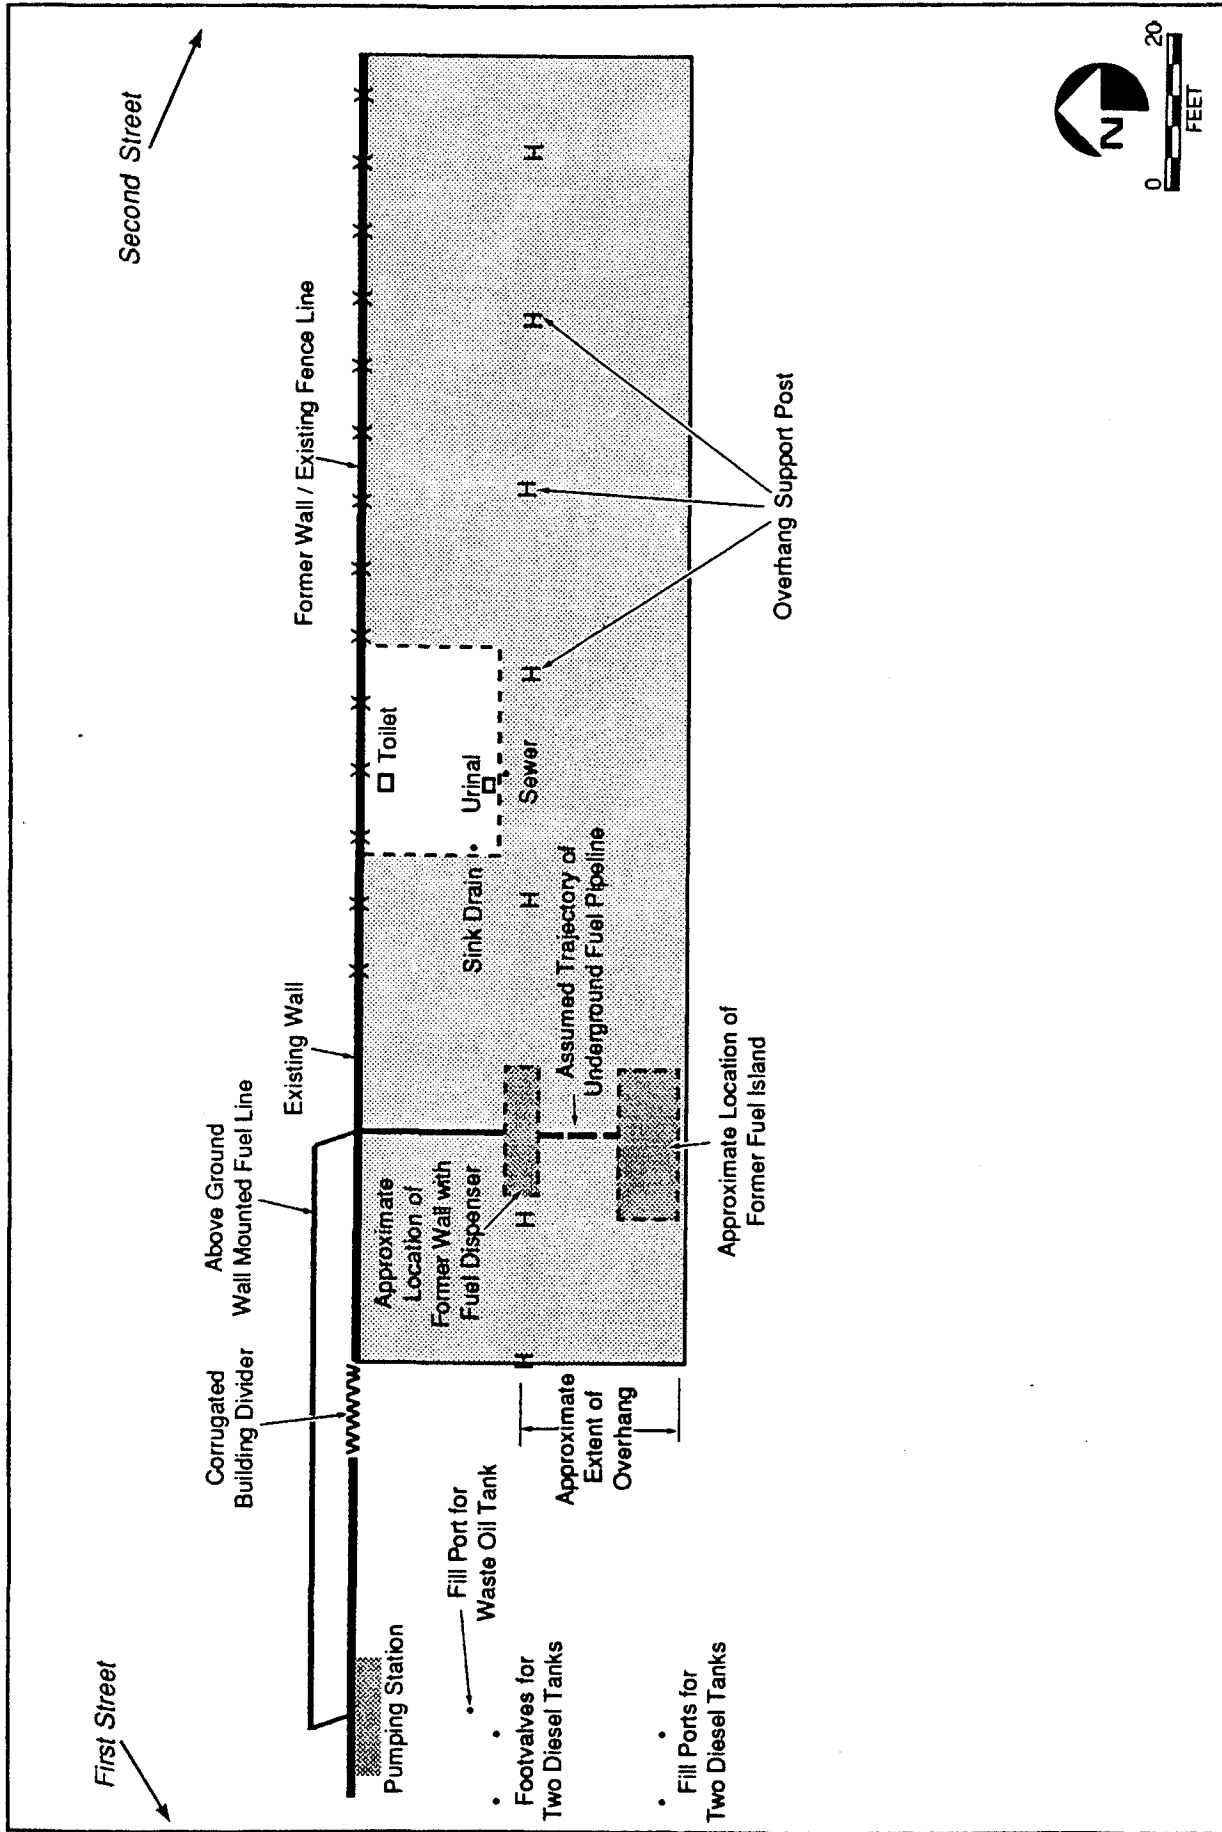 First Street
Second Street
Corrugated
Building Divider
Above Ground
Wall Mounted Fuel Line
Existing Wall
Former Wall / Existing Fence Line
Pumping Station
Fill Port for
Waste Oil Tank
Footvalves for
Two Diesel Tanks
Fill Ports for
Two Diesel Tanks
Approximate
Extent of
Overhang
Approximate
Location of
Former Wall with
Fuel Dispenser
Assumed Trajectory of
Underground Fuel Pipeline
Approximate Location of
Former Fuel Island
Sink Drain
Toilet
Urinal
Sewer
Overhang Support Post
N
0 20
FEET